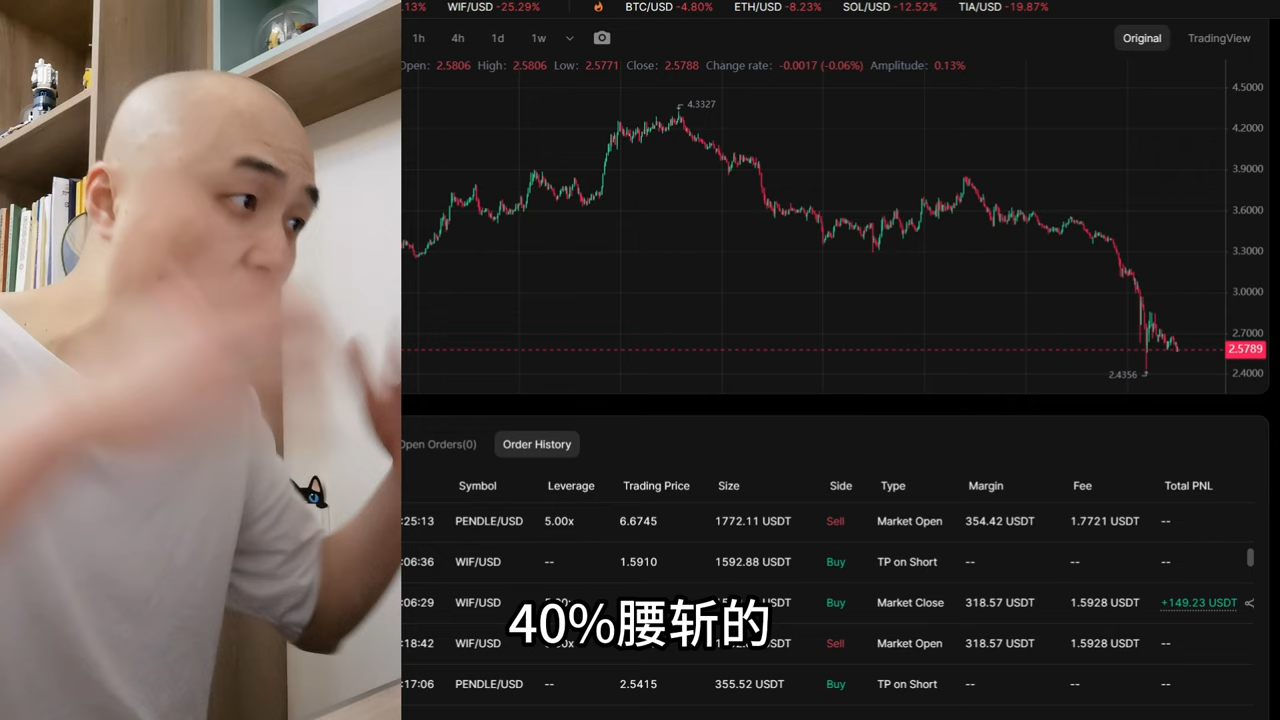 .13% WIF/USD -25.29% BTC/USD -4.80% ETH/USD -8.23% SOL/USD -12.52% TIA/USD -19.87%
1h 4h 1d 1w Original TradingView
Open: 2.5806 High: 2.5806 Low: 2.5771 Close: 2.5788 Change rate: -0.0017 (-0.06%) Amplitude: 0.13%
4.5000
4.3327
4.2000
3.9000
3.6000
3.3000
3.0000
2.7000
2.5789
2.4356
2.4000
Open Orders(0) Order History
Symbol Leverage Trading Price Size Side Type Margin Fee Total PNL
:25:13 PENDLE/USD 5.00x 6.6745 1772.11 USDT Sell Market Open 354.42 USDT 1.7721 USDT --
:06:36 WIF/USD -- 1.5910 1592.88 USDT Buy TP on Short -- -- --
:06:29 WIF/USD Buy Market Close 318.57 USDT 1.5928 USDT +149.23 USDT
40%腰斩的
:18:42 WIF/USD Sell Market Open 318.57 USDT 1.5928 USDT --
:17:06 PENDLE/USD -- 2.5415 355.52 USDT Buy TP on Short -- -- --